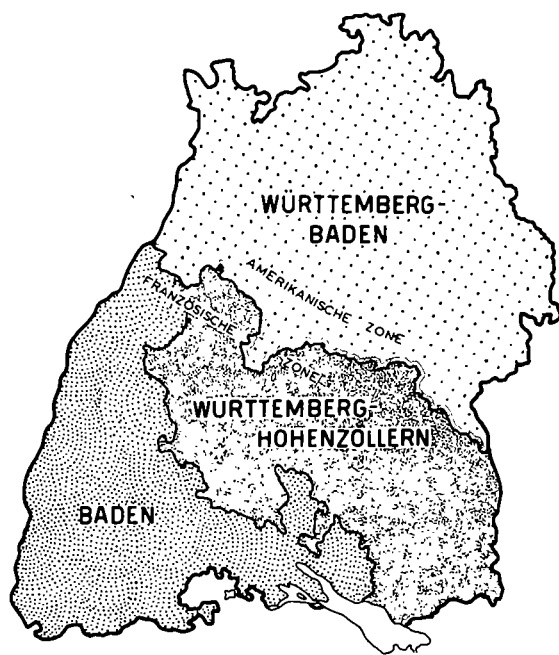 WÜRTTEMBERG-
BADEN
AMERIKANISCHE ZONE
FRANZÖSISCHE ZONE
WÜRTTEMBERG-
HOHENZOLLERN
BADEN